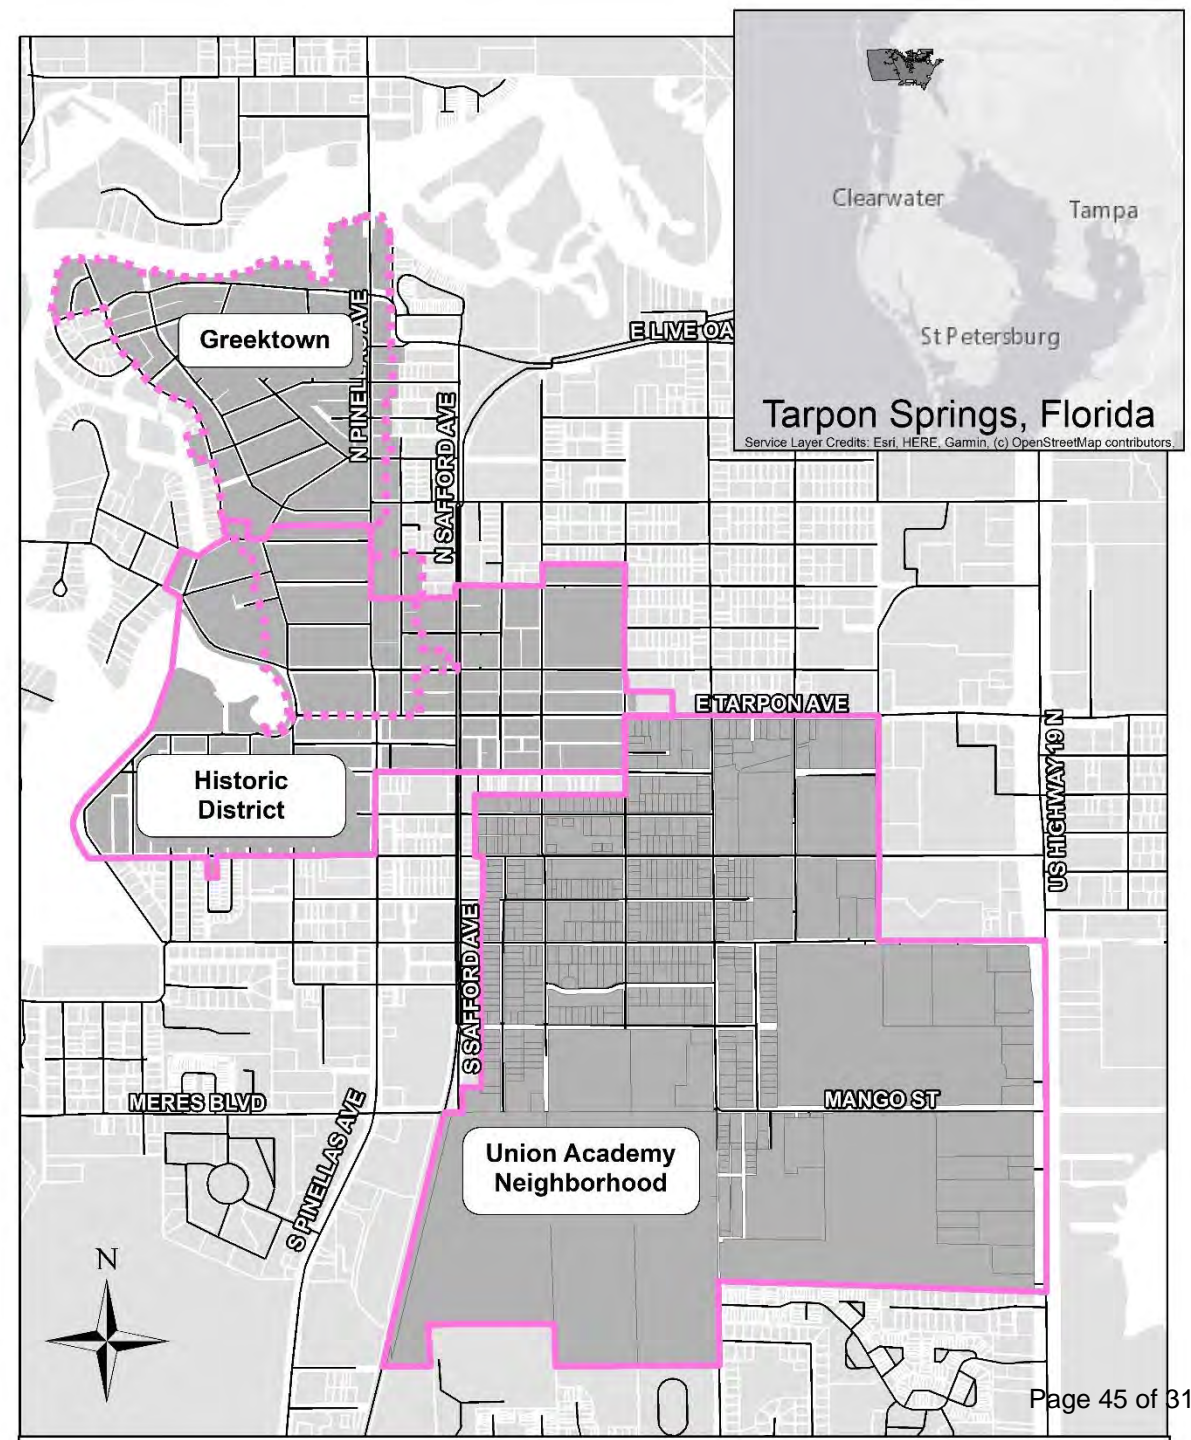 Clearwater
Tampa
St Petersburg
Tarpon Springs, Florida
Service Layer Credits: Esri, HERE, Garmin, (c) OpenStreetMap contributors,
Greektown
N PINELLAS AVE
E LIVE OA
N SAFFORD AVE
E TARPON AVE
US HIGHWAY 19 N
Historic
District
S SAFFORD AVE
MERES BLVD
MANGO ST
S PINELLAS AVE
Union Academy
Neighborhood
N
Page 45 of 31